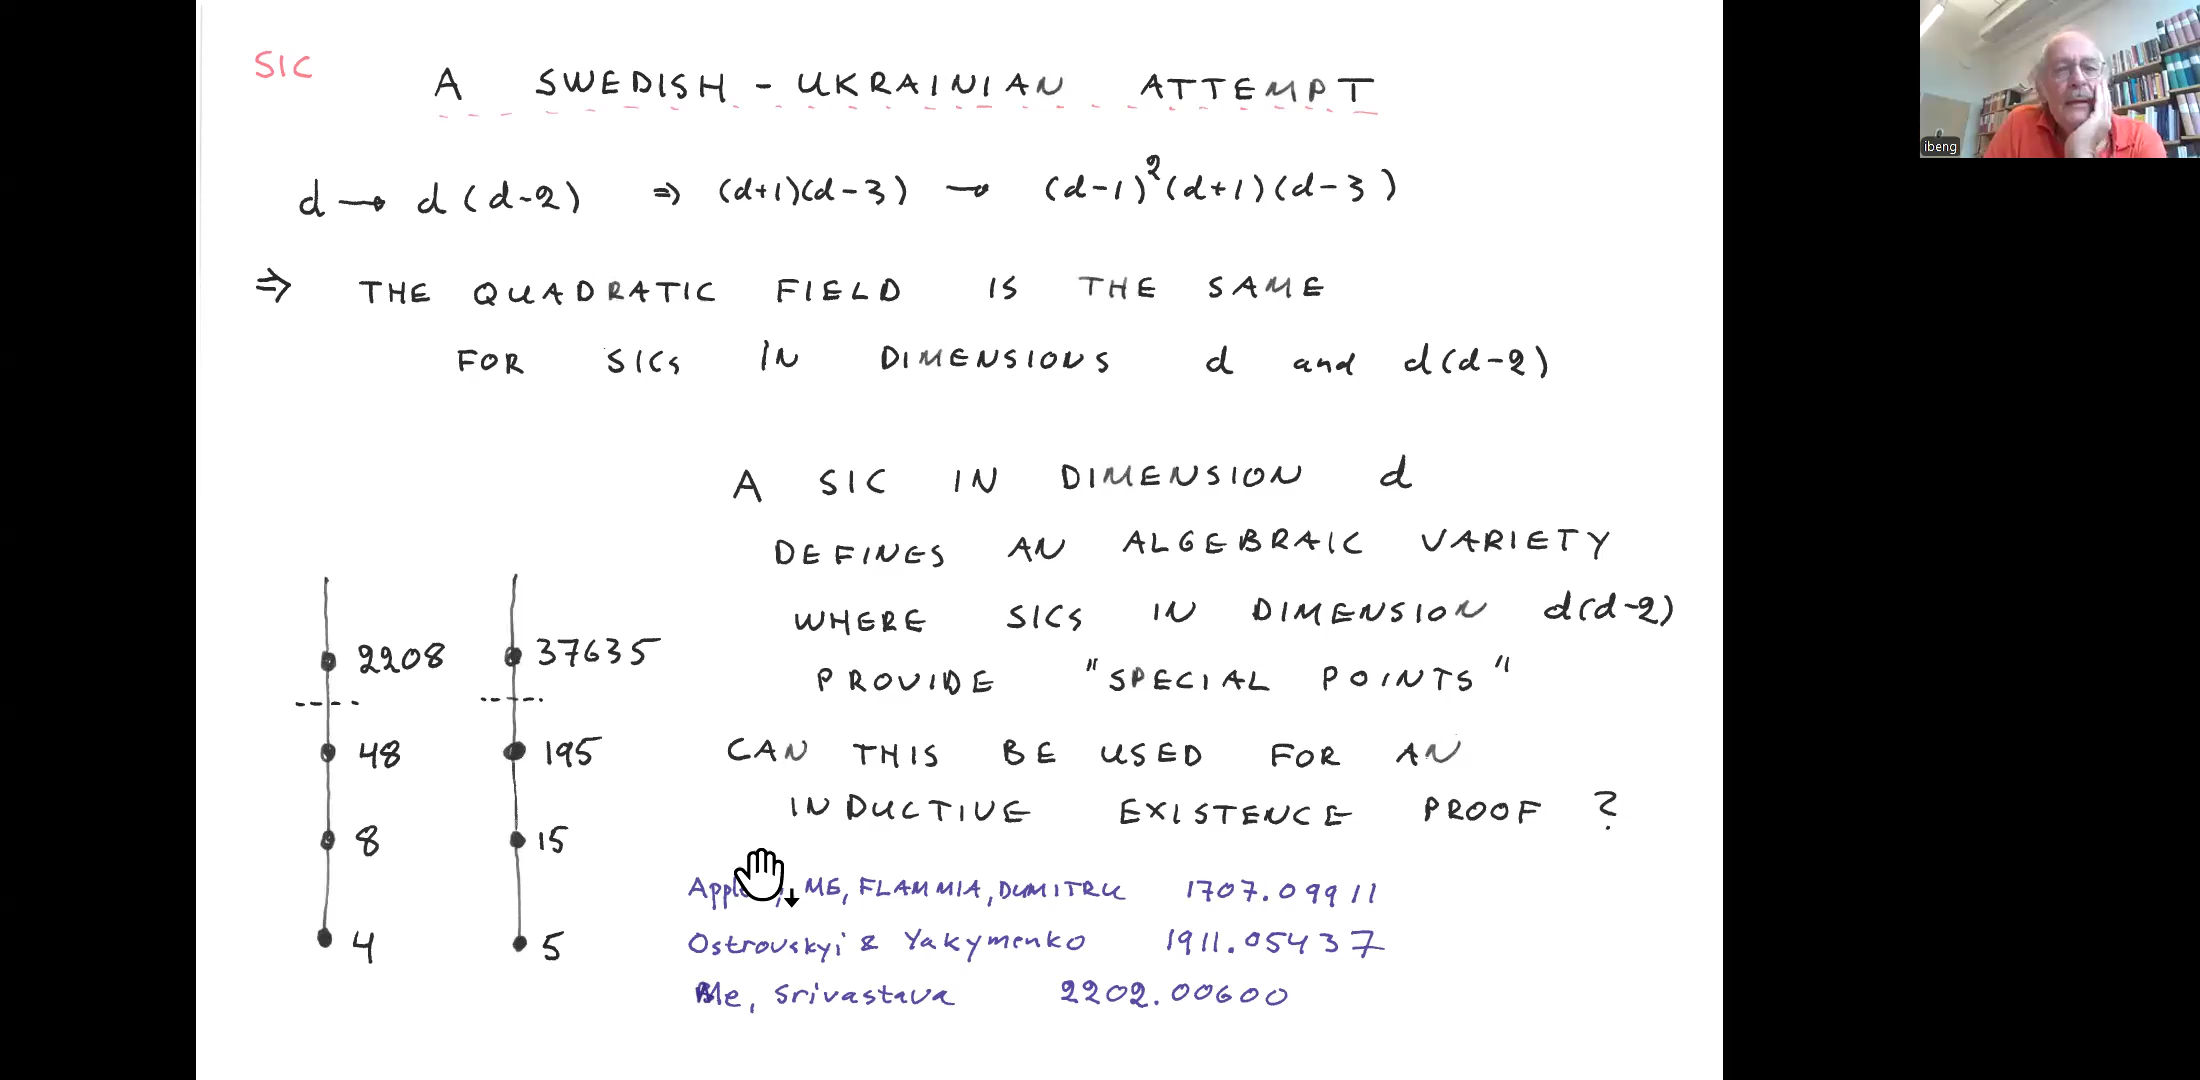 SIC
A SWEDISH - UKRAINIAN ATTEMPT
d → d(d-2) ⇒ (d+1)(d-3) → (d-1)²(d+1)(d-3)
⇒ THE QUADRATIC FIELD IS THE SAME
FOR SICs IN DIMENSIONS d and d(d-2)
A SIC IN DIMENSION d
DEFINES AN ALGEBRAIC VARIETY
WHERE SICs IN DIMENSION d(d-2)
PROVIDE "SPECIAL POINTS"
CAN THIS BE USED FOR AN
INDUCTIVE EXISTENCE PROOF ?
2208 37635
48 195
8 15
4 5
ME, FLAMMIA, DUMITRU 1707.09911
Ostrovskyi & Yakymenko 1911.05437
Me, Srivastava 2202.00600
ibeng